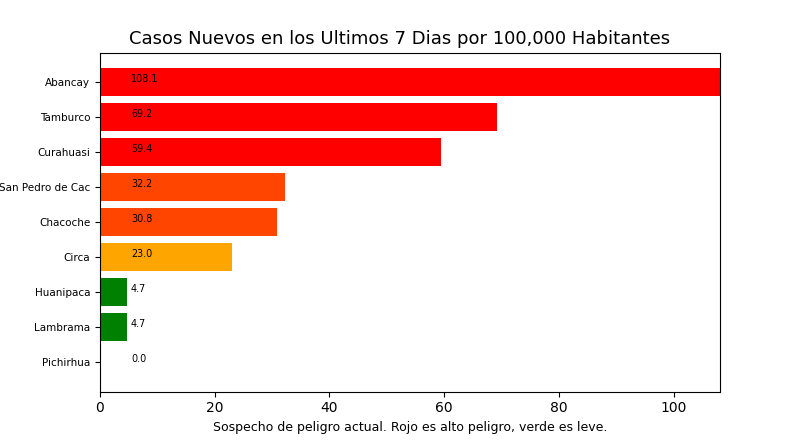 Casos Nuevos en los Ultimos 7 Dias por 100,000 Habitantes
Abancay 108.1
Tamburco 69.2
Curahuasi 59.4
San Pedro de Cac 32.2
Chacoche 30.8
Circa 23.0
Huanipaca 4.7
Lambrama 4.7
Pichirhua 0.0
0 20 40 60 80 100
Sospecho de peligro actual. Rojo es alto peligro, verde es leve.